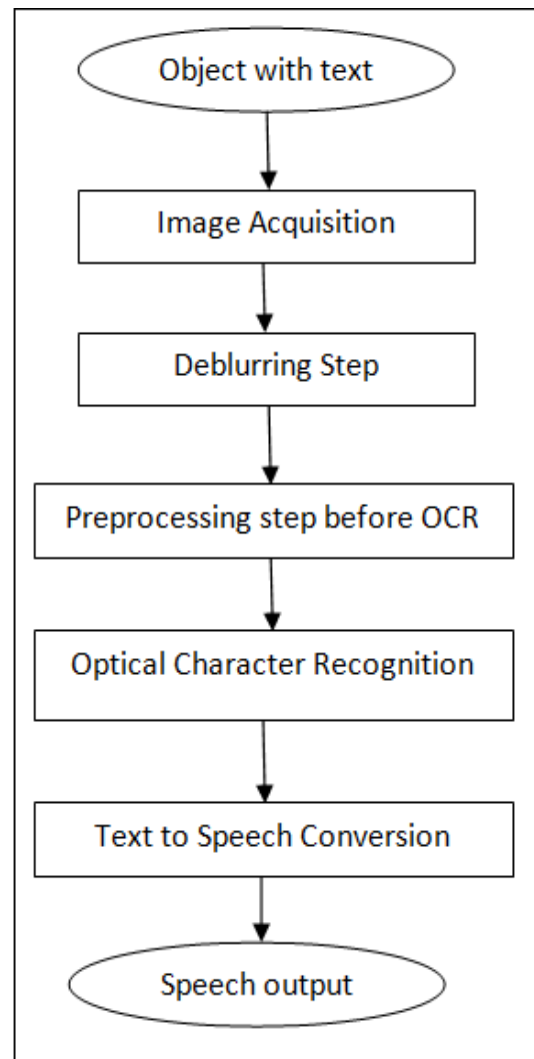 Object with text
Image Acquisition
Deblurring Step
Preprocessing step before OCR
Optical Character Recognition
Text to Speech Conversion
Speech output